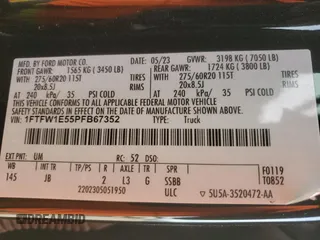 MFD. BY FORD MOTOR CO.
DATE: 05/23 GVWR: 3198 KG ( 7050 LB)
FRONT GAWR: 1565 KG ( 3450 LB) REAR GAWR: 1724 KG ( 3800 LB)
WITH 275/60R20 115T TIRES WITH 275/60R20 115T TIRES
20x8.5J RIMS 20x8.5J RIMS
AT 240 kPa/ 35 PSI COLD AT 240 kPa/ 35 PSI COLD
THIS VEHICLE CONFORMS TO ALL APPLICABLE FEDERAL MOTOR VEHICLE
SAFETY STANDARDS IN EFFECT ON THE DATE OF MANUFACTURE SHOWN ABOVE.
VIN: 1FTFW1E55PFB67352 TYPE: Truck
EXT PNT: UM RC: 52 DSO: F0119
WB BRK INT TR TP/PS R AXLE TR SPR T0852
145 JB 2 L3 G SSBB
2202305051950 ULC 5U5A-3520472-AA
DREAMBID